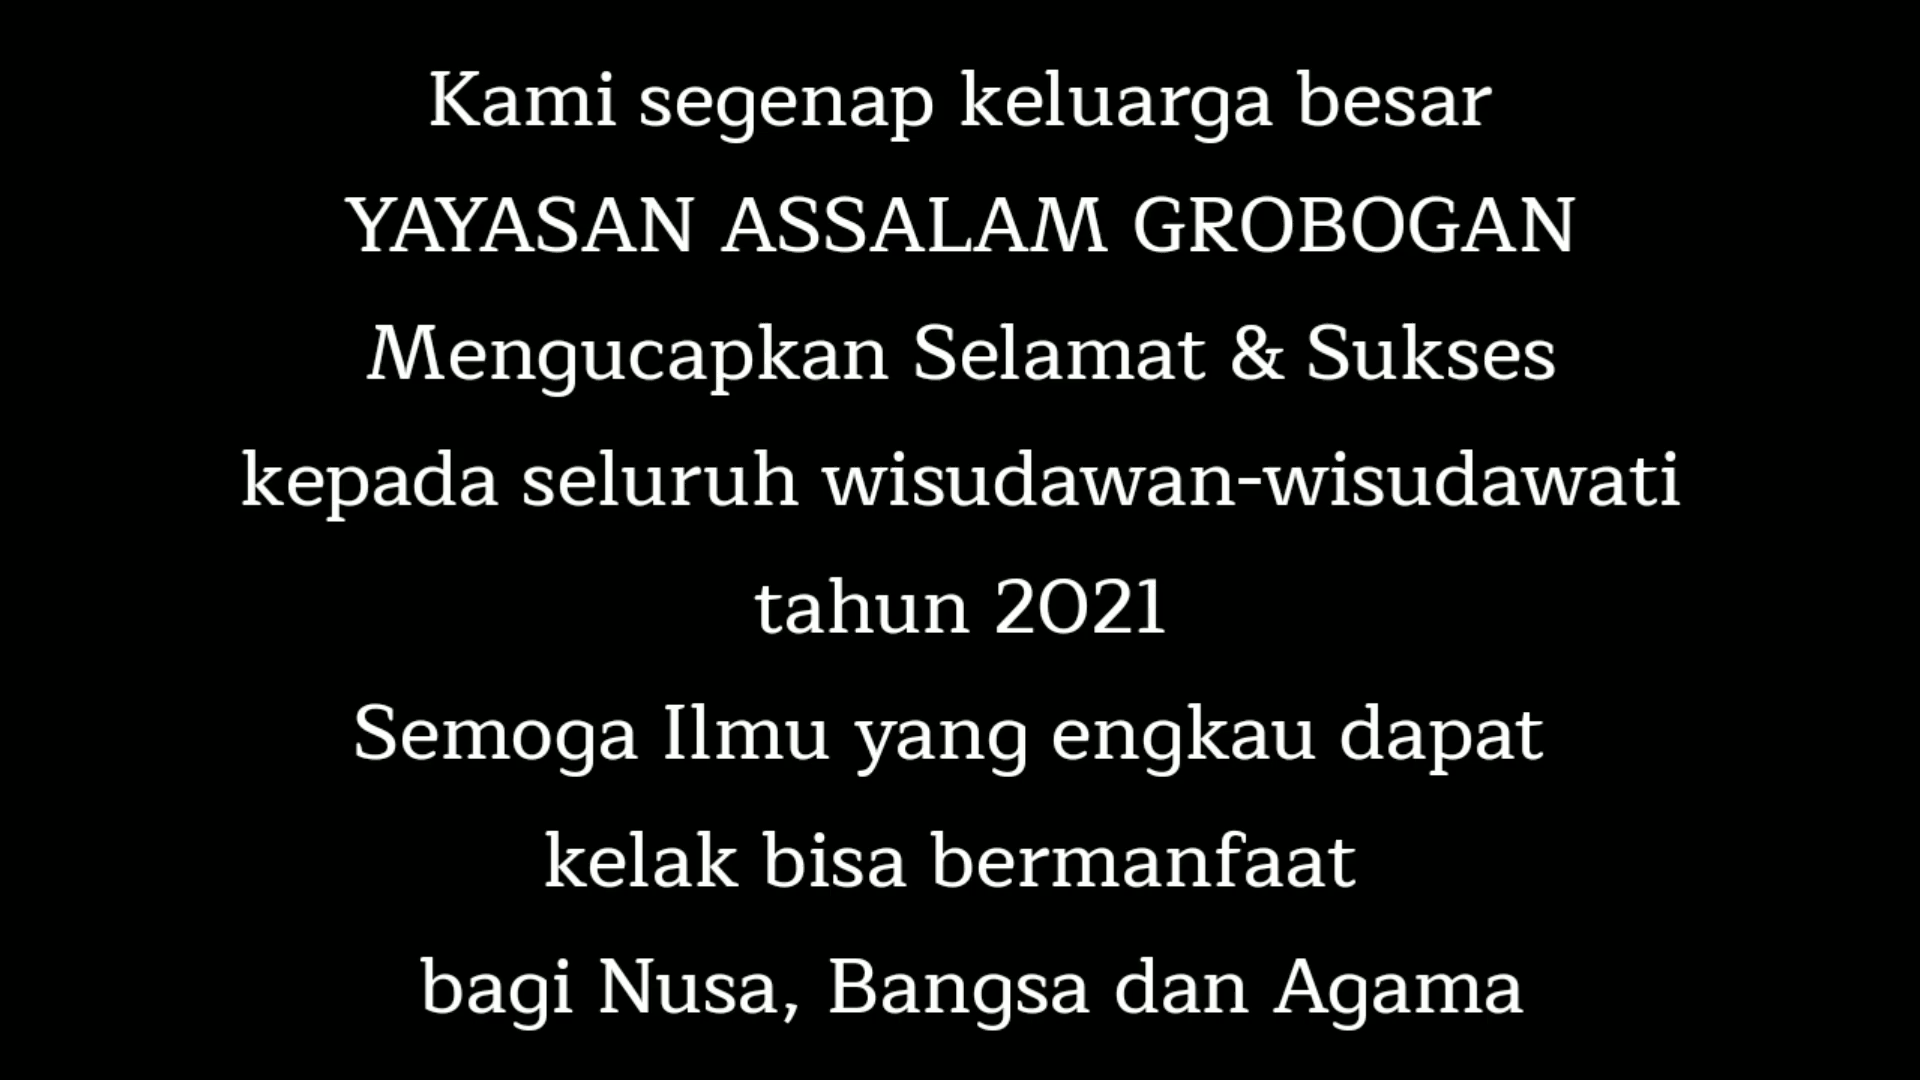 Kami segenap keluarga besar
YAYASAN ASSALAM GROBOGAN
Mengucapkan Selamat & Sukses
kepada seluruh wisudawan-wisudawati
tahun 2021
Semoga Ilmu yang engkau dapat
kelak bisa bermanfaat
bagi Nusa, Bangsa dan Agama